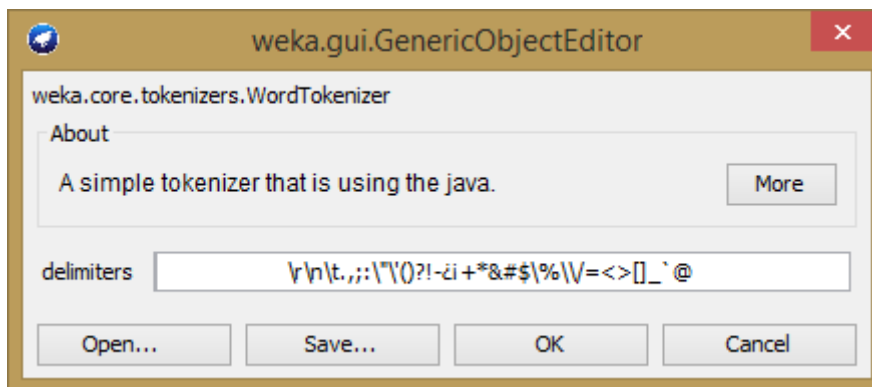 weka.gui.GenericObjectEditor
weka.core.tokenizers.WordTokenizer
About
A simple tokenizer that is using the java.
More
delimiters \r\n\t.,;:\"\'()?!-¿¡+*&#$\%\\/=<>[]_`@
Open... Save... OK Cancel